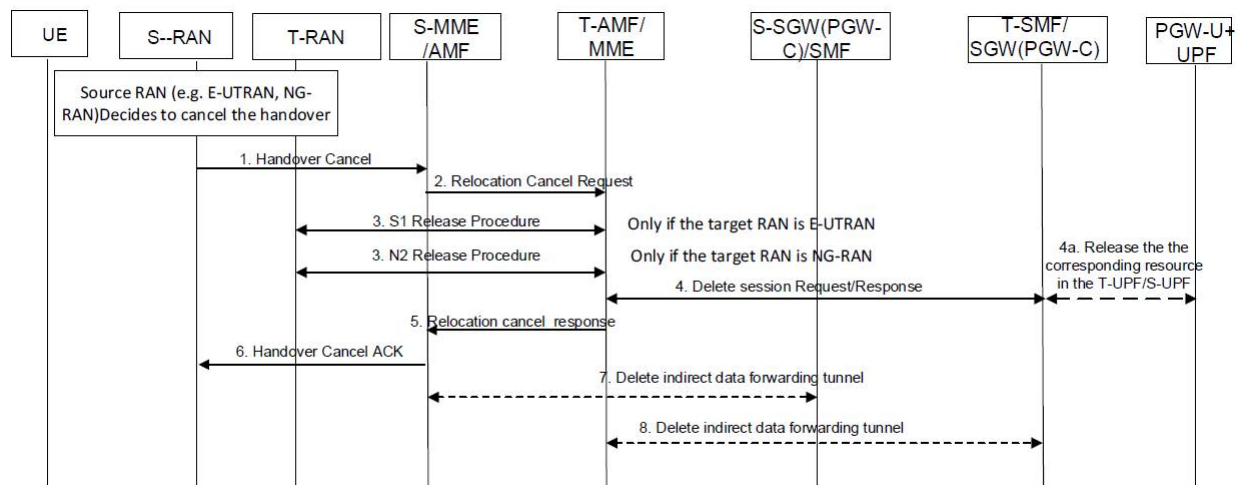 UE
S--RAN
T-RAN
S-MME
/AMF
T-AMF/
MME
S-SGW(PGW-
C)/SMF
T-SMF/
SGW(PGW-C)
PGW-U+
UPF
Source RAN (e.g. E-UTRAN, NG-
RAN)Decides to cancel the handover
1. Handover Cancel
2. Relocation Cancel Request
3. S1 Release Procedure
Only if the target RAN is E-UTRAN
3. N2 Release Procedure
Only if the target RAN is NG-RAN
4a. Release the the
corresponding resource
in the T-UPF/S-UPF
4. Delete session Request/Response
5. Relocation cancel response
6. Handover Cancel ACK
7. Delete indirect data forwarding tunnel
8. Delete indirect data forwarding tunnel